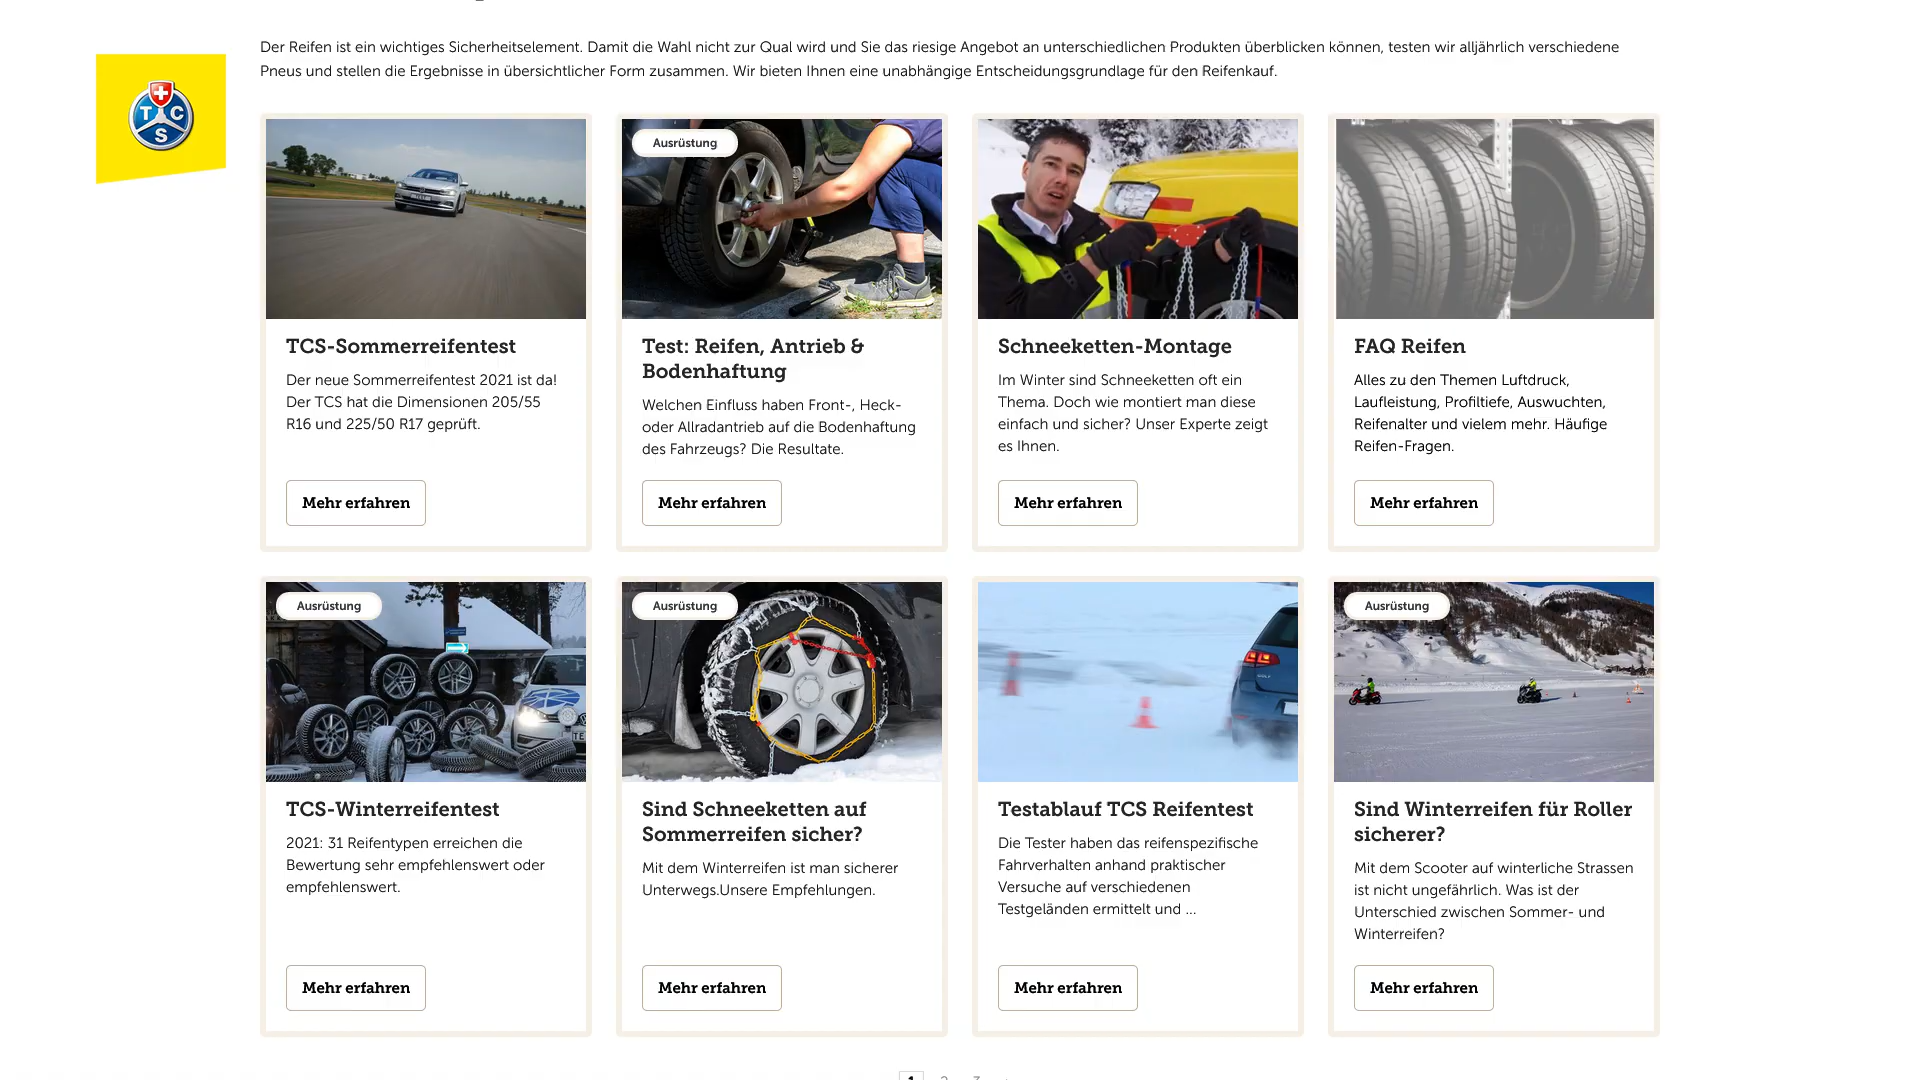 Der Reifen ist ein wichtiges Sicherheitselement. Damit die Wahl nicht zur Qual wird und Sie das riesige Angebot an unterschiedlichen Produkten überblicken können, testen wir alljährlich verschiedene
Pneus und stellen die Ergebnisse in übersichtlicher Form zusammen. Wir bieten Ihnen eine unabhängige Entscheidungsgrundlage für den Reifenkauf.
T C
S
TEST
TCS-Sommerreifentest
Der neue Sommerreifentest 2021 ist da!
Der TCS hat die Dimensionen 205/55
R16 und 225/50 R17 geprüft.
Mehr erfahren
Ausrüstung
Test: Reifen, Antrieb &
Bodenhaftung
Welchen Einfluss haben Front-, Heck-
oder Allradantrieb auf die Bodenhaftung
des Fahrzeugs? Die Resultate.
Mehr erfahren
Schneeketten-Montage
Im Winter sind Schneeketten oft ein
Thema. Doch wie montiert man diese
einfach und sicher? Unser Experte zeigt
es Ihnen.
Mehr erfahren
FAQ Reifen
Alles zu den Themen Luftdruck,
Laufleistung, Profiltiefe, Auswuchten,
Reifenalter und vielem mehr. Häufige
Reifen-Fragen.
Mehr erfahren
Ausrüstung
TE
TCS-Winterreifentest
2021: 31 Reifentypen erreichen die
Bewertung sehr empfehlenswert oder
empfehlenswert.
Mehr erfahren
Ausrüstung
Sind Schneeketten auf
Sommerreifen sicher?
Mit dem Winterreifen ist man sicherer
Unterwegs.Unsere Empfehlungen.
Mehr erfahren
GOLF
Testablauf TCS Reifentest
Die Tester haben das reifenspezifische
Fahrverhalten anhand praktischer
Versuche auf verschiedenen
Testgeländen ermittelt und ...
Mehr erfahren
Ausrüstung
Sind Winterreifen für Roller
sicherer?
Mit dem Scooter auf winterliche Strassen
ist nicht ungefährlich. Was ist der
Unterschied zwischen Sommer- und
Winterreifen?
Mehr erfahren
1 2 3